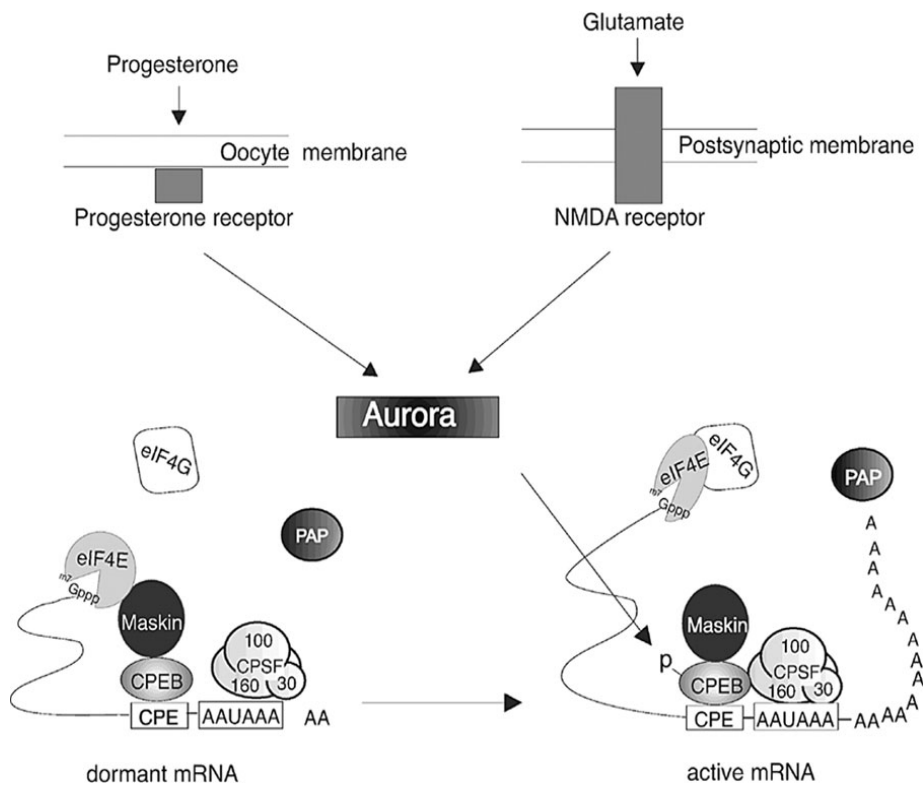 Progesterone
Oocyte membrane
Progesterone receptor
Glutamate
Postsynaptic membrane
NMDA receptor
Aurora
eIF4G
PAP
eIF4E
m7
Gppp
Maskin
CPEB
100
CPSF
160 30
CPE AAUAAA AA
dormant mRNA
eIF4E
eIF4G
m7
Gppp
PAP
A
A
A
A
A
A
A
A
A
A
A
Maskin
p
CPEB
100
CPSF
160 30
CPE AAUAAA AAAA
active mRNA